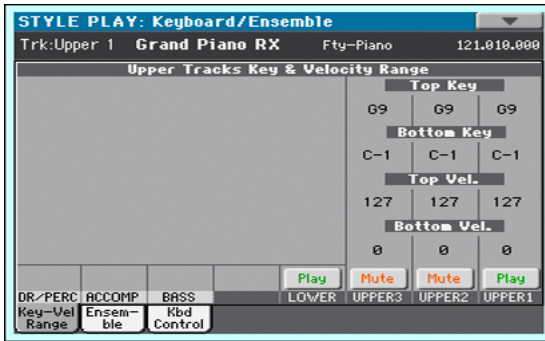 STYLE PLAY: Keyboard/Ensemble
Trk:Upper 1 Grand Piano RX Fty-Piano 121.010.000
Upper Tracks Key & Velocity Range
Top Key
G9 G9 G9
Bottom Key
C-1 C-1 C-1
Top Vel.
127 127 127
Bottom Vel.
0 0 0
Play Mute Mute Play
DR/PERC ACCOMP BASS LOWER UPPER3 UPPER2 UPPER1
Key-Vel Range Ensem-ble Kbd Control